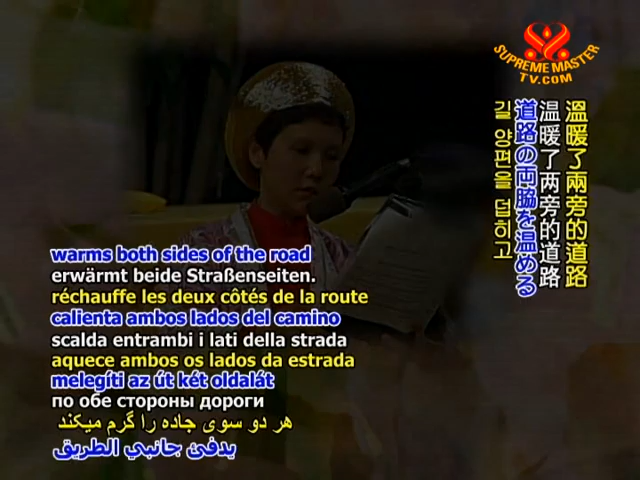 SUPREME MASTER
TV.COM
溫暖了兩旁的道路
温暖了两旁的道路
道路の両脇を温める
길 양편을 덥히고
warms both sides of the road
erwärmt beide Straßenseiten.
réchauffe les deux côtés de la route
calienta ambos lados del camino
scalda entrambi i lati della strada
aquece ambos os lados da estrada
melegíti az út két oldalát
по обе стороны дороги
هر دو سوی جاده را گرم میکند
يدفئ جانبي الطريق